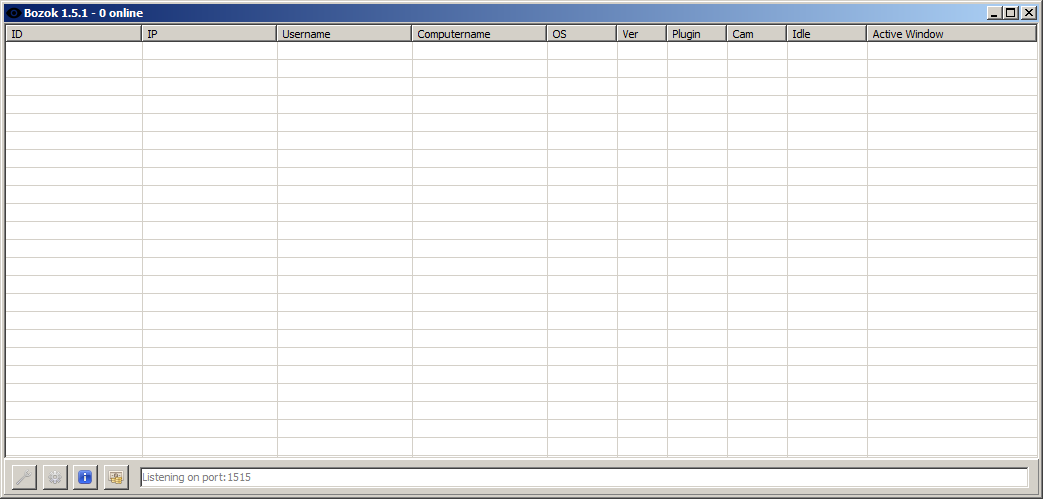 Bozok 1.5.1 - 0 online
ID IP Username Computername OS Ver Plugin Cam Idle Active Window
Listening on port:1515